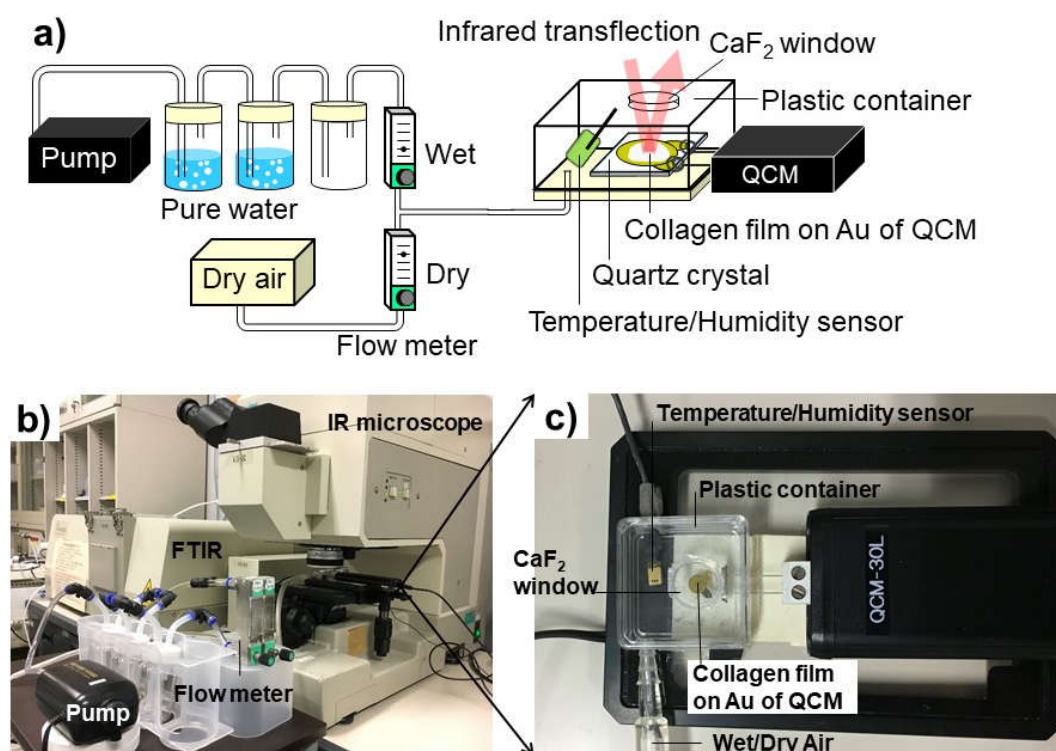 a)
Infrared transflection
CaF₂ window
Plastic container
Pump
Wet
QCM
Pure water
Collagen film on Au of QCM
Dry air
Dry
Quartz crystal
Temperature/Humidity sensor
Flow meter
b)
IR microscope
FTIR
Flow meter
Pump
c)
Temperature/Humidity sensor
Plastic container
CaF₂
window
QCM-30L
Collagen film
on Au of QCM
Wet/Dry Air